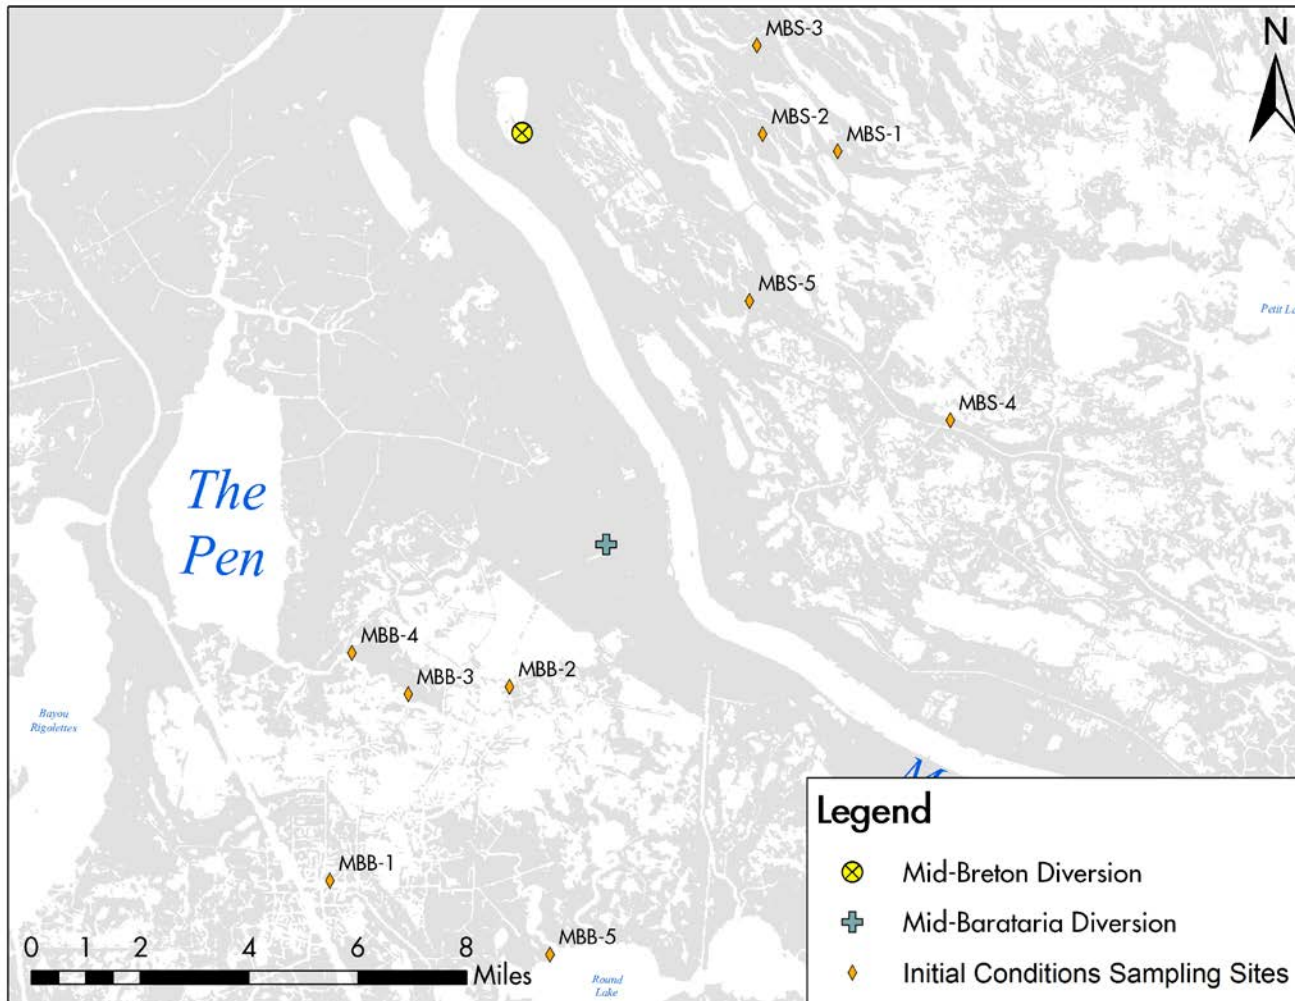 MBS-3
N
MBS-2
MBS-1
MBS-5
Petit La
MBS-4
The
Pen
MBB-4
MBB-3
MBB-2
Bayou
Rigolettes
M
MBB-1
MBB-5
Round
Lake
0 1 2 4 6 8
Miles
Legend
Mid-Breton Diversion
Mid-Barataria Diversion
Initial Conditions Sampling Sites